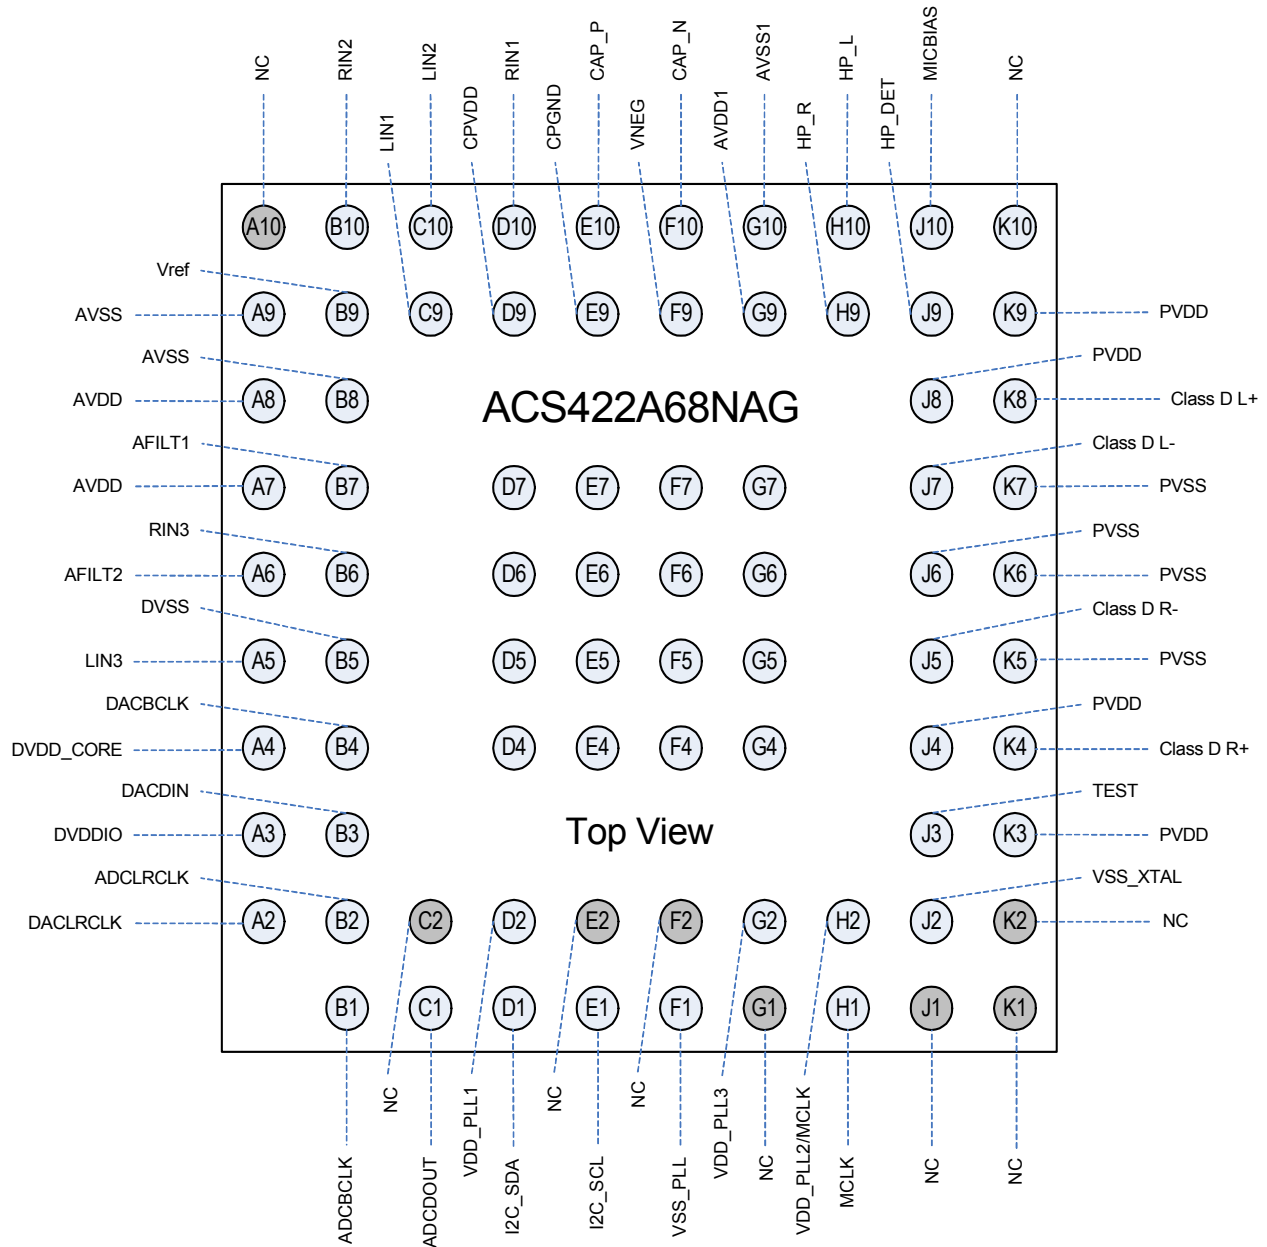 NC
RIN2
LIN1
LIN2
CPVDD
RIN1
CPGND
CAP_P
VNEG
CAP_N
AVDD1
AVSS1
HP_R
HP_L
HP_DET
MICBIAS
NC
A10 B10 C10 D10 E10 F10 G10 H10 J10 K10
Vref
AVSS A9 B9 C9 D9 E9 F9 G9 H9 J9 K9 PVDD
AVSS PVDD
AVDD A8 B8 ACS422A68NAG J8 K8 Class D L+
AFILT1 Class D L-
AVDD A7 B7 D7 E7 F7 G7 J7 K7 PVSS
RIN3 PVSS
AFILT2 A6 B6 D6 E6 F6 G6 J6 K6 PVSS
DVSS Class D R-
LIN3 A5 B5 D5 E5 F5 G5 J5 K5 PVSS
DACBCLK PVDD
DVDD_CORE A4 B4 D4 E4 F4 G4 J4 K4 Class D R+
DACDIN TEST
DVDDIO A3 B3 Top View J3 K3 PVDD
ADCLRCLK VSS_XTAL
DACLRCLK A2 B2 C2 D2 E2 F2 G2 H2 J2 K2 NC
B1 C1 D1 E1 F1 G1 H1 J1 K1
ADCBCLK
NC
ADCDOUT
VDD_PLL1
I2C_SDA
NC
I2C_SCL
NC
VSS_PLL
VDD_PLL3
NC
VDD_PLL2/MCLK
MCLK
NC
NC